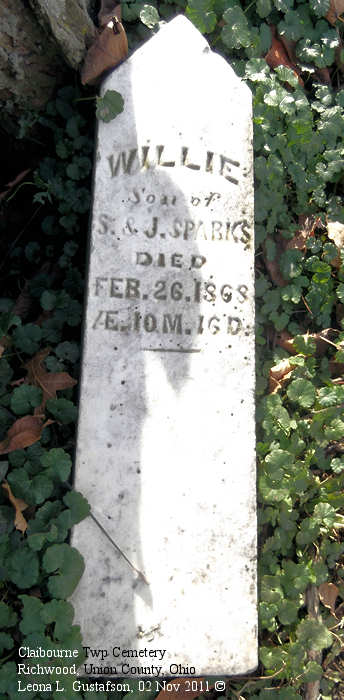 WILLIE
Son of
S. & J. SPARKS
DIED
FEB. 26. 1868
Æ. 10 M. 16 D.
Claibourne Twp Cemetery
Richwood, Union County, Ohio
Leona L. Gustafson, 02 Nov 2011 ©